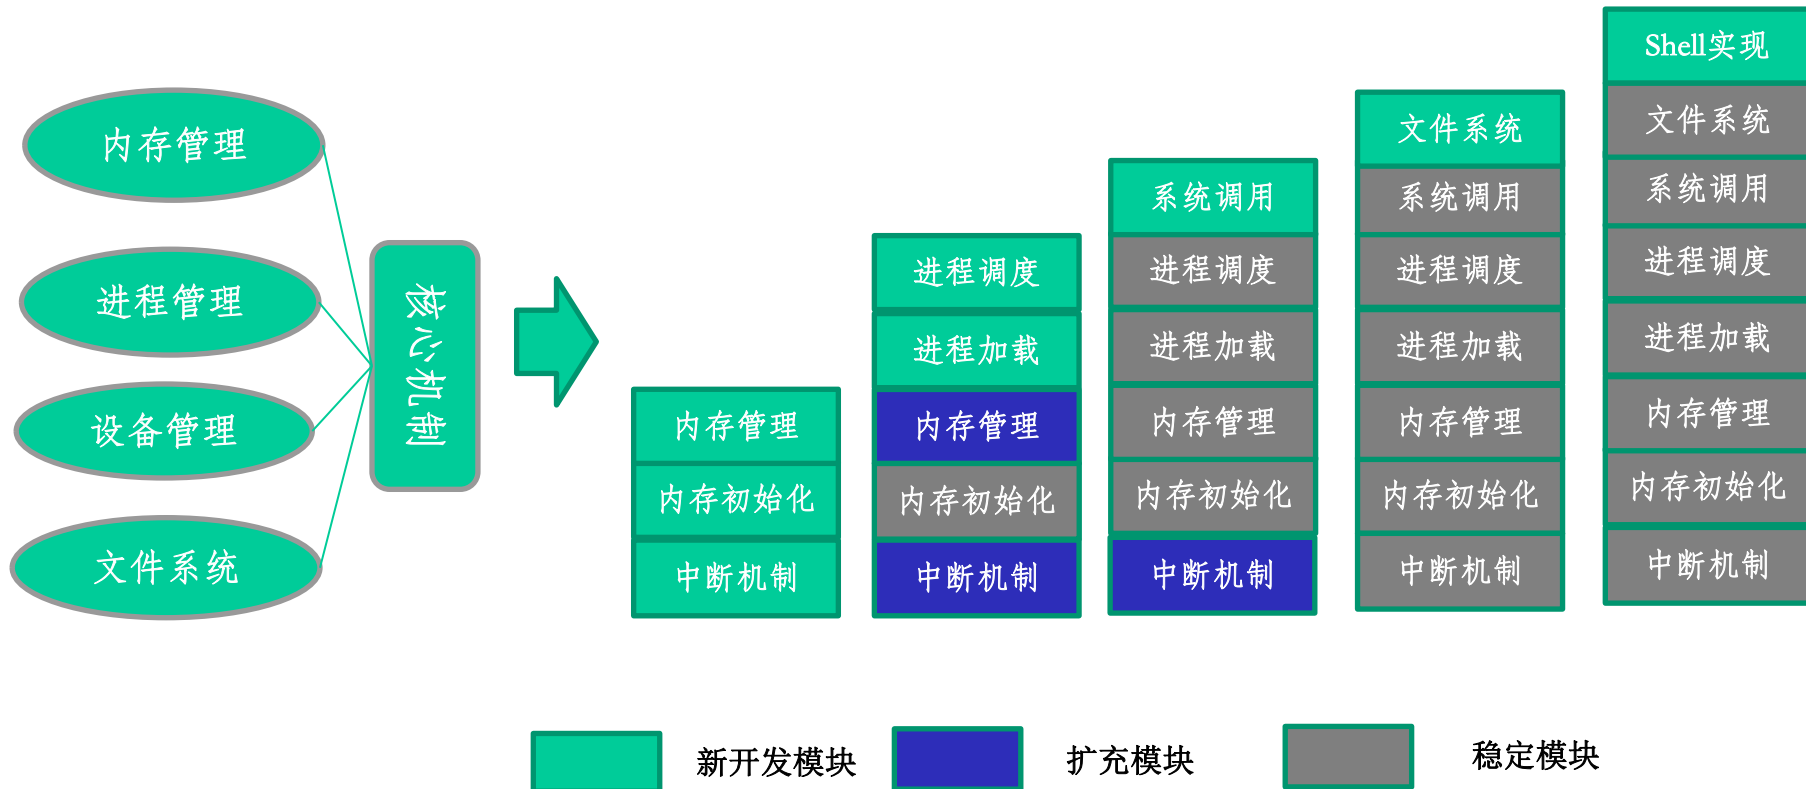 内存管理
进程管理
设备管理
文件系统
核心机制
内存管理
内存初始化
中断机制
进程调度
进程加载
内存管理
内存初始化
中断机制
系统调用
进程调度
进程加载
内存管理
内存初始化
中断机制
文件系统
系统调用
进程调度
进程加载
内存管理
内存初始化
中断机制
Shell实现
文件系统
系统调用
进程调度
进程加载
内存管理
内存初始化
中断机制
新开发模块
扩充模块
稳定模块